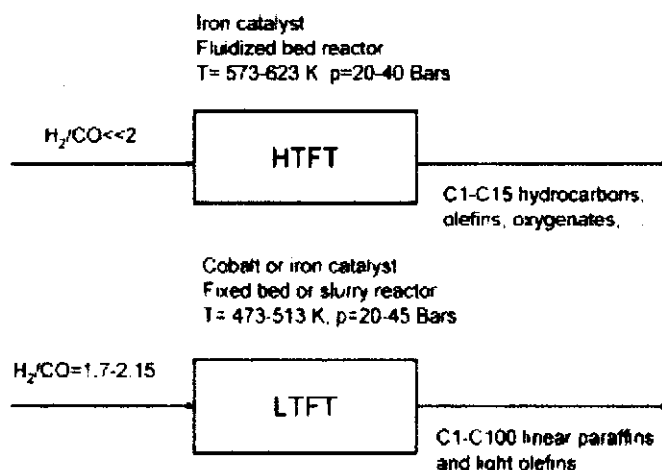 Iron catalyst
Fluidized bed reactor
T= 573-623 K p=20-40 Bars
H₂/CO<<2
HTFT
C1-C15 hydrocarbons,
olefins, oxygenates,
Cobalt or iron catalyst
Fixed bed or slurry reactor
T= 473-513 K, p=20-45 Bars
H₂/CO=1.7-2.15
LTFT
C1-C100 linear paraffins
and light olefins